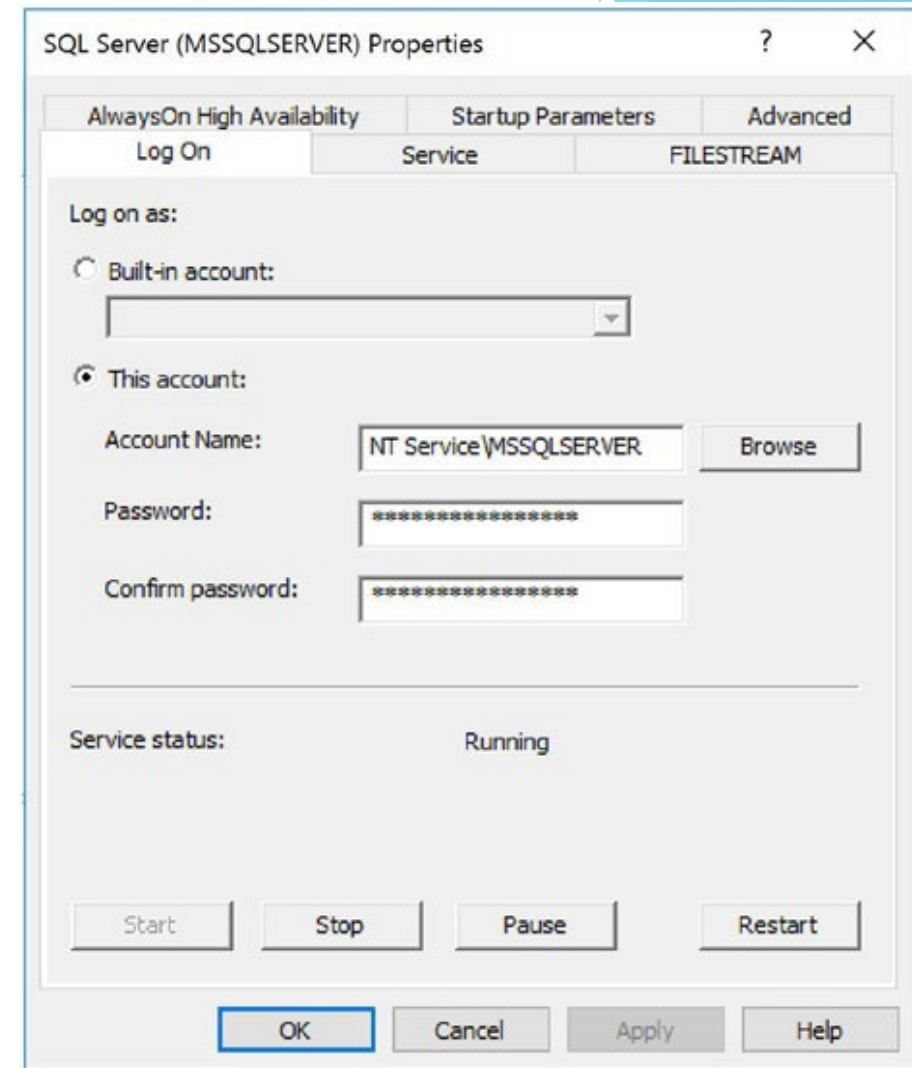 SQL Server (MSSQLSERVER) Properties ? ×
AlwaysOn High Availability Startup Parameters Advanced
Log On Service FILESTREAM
Log on as:
Built-in account:
This account:
Account Name: NT Service\MSSQLSERVER Browse
Password: ****************
Confirm password: ****************
Service status: Running
Start Stop Pause Restart
OK Cancel Apply Help